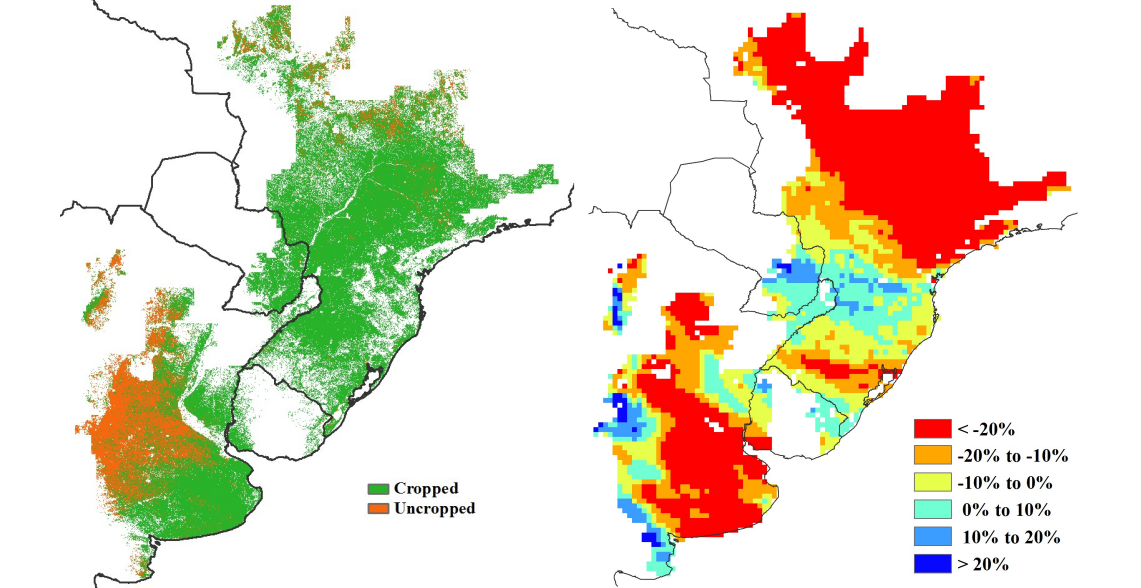 Cropped
Uncropped
< -20%
-20% to -10%
-10% to 0%
0% to 10%
10% to 20%
> 20%